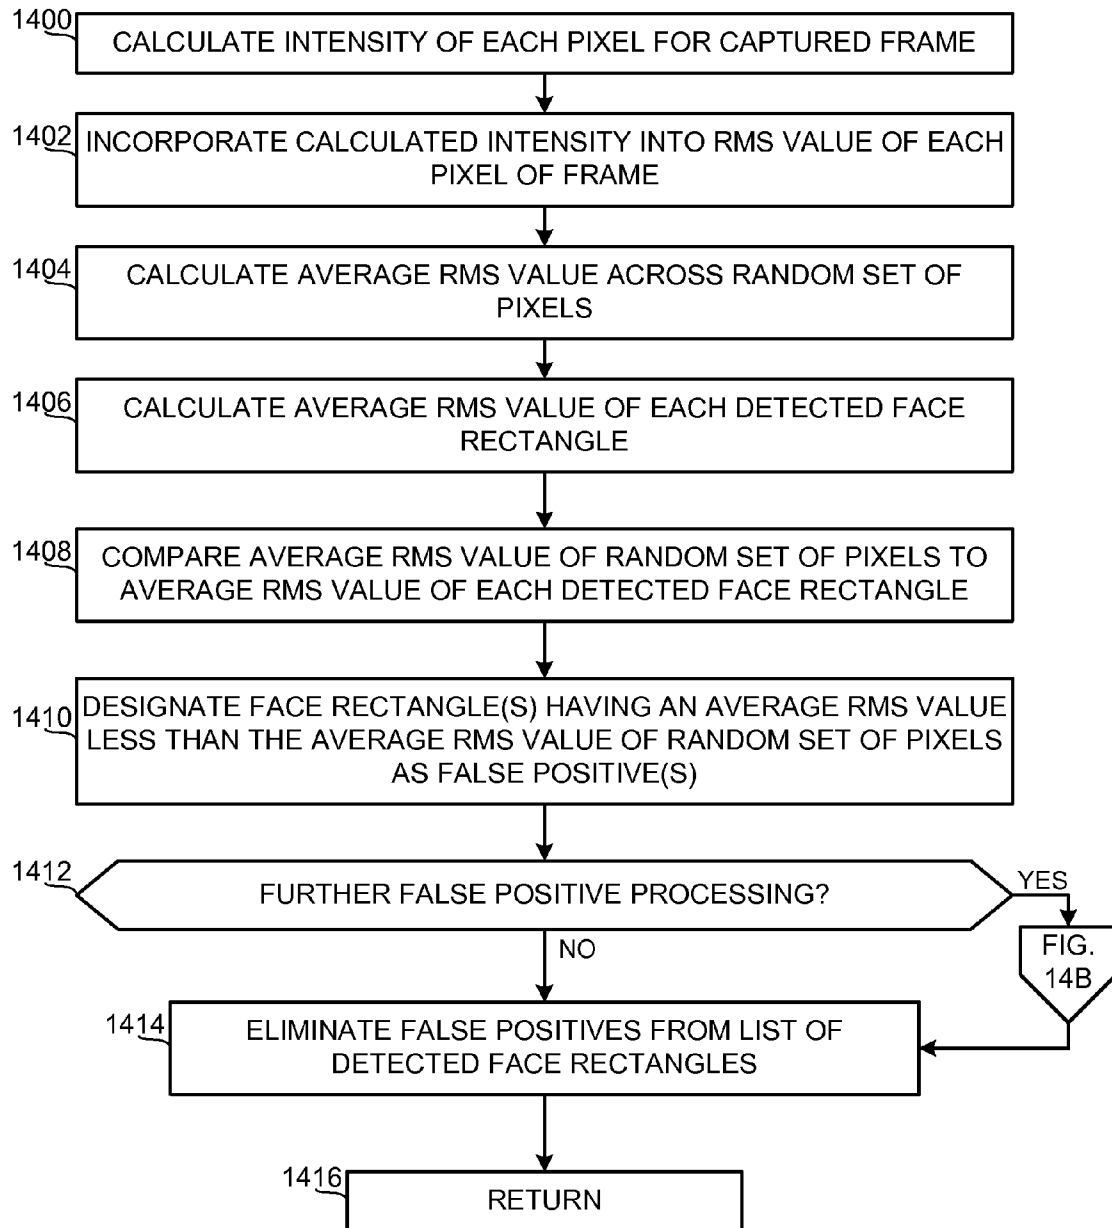 1400
CALCULATE INTENSITY OF EACH PIXEL FOR CAPTURED FRAME
1402
INCORPORATE CALCULATED INTENSITY INTO RMS VALUE OF EACH
PIXEL OF FRAME
1404
CALCULATE AVERAGE RMS VALUE ACROSS RANDOM SET OF
PIXELS
1406
CALCULATE AVERAGE RMS VALUE OF EACH DETECTED FACE
RECTANGLE
1408
COMPARE AVERAGE RMS VALUE OF RANDOM SET OF PIXELS TO
AVERAGE RMS VALUE OF EACH DETECTED FACE RECTANGLE
1410
DESIGNATE FACE RECTANGLE(S) HAVING AN AVERAGE RMS VALUE
LESS THAN THE AVERAGE RMS VALUE OF RANDOM SET OF PIXELS
AS FALSE POSITIVE(S)
1412
FURTHER FALSE POSITIVE PROCESSING?
YES
NO
FIG.
14B
1414
ELIMINATE FALSE POSITIVES FROM LIST OF
DETECTED FACE RECTANGLES
1416
RETURN